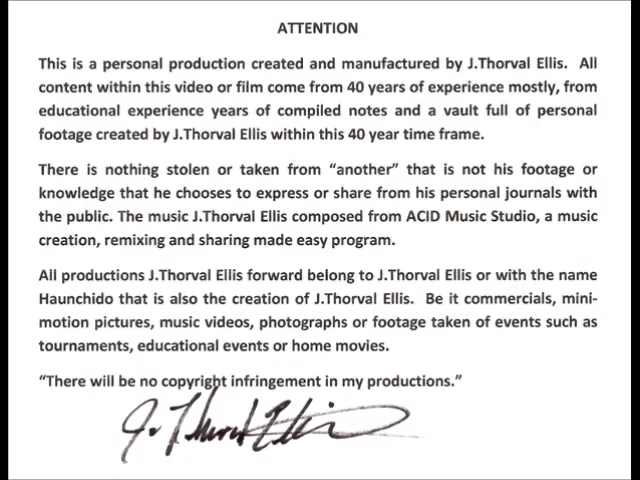 ATTENTION
This is a personal production created and manufactured by J.Thorval Ellis. All
content within this video or film come from 40 years of experience mostly, from
educational experience years of compiled notes and a vault full of personal
footage created by J.Thorval Ellis within this 40 year time frame.
There is nothing stolen or taken from “another” that is not his footage or
knowledge that he chooses to express or share from his personal journals with
the public. The music J.Thorval Ellis composed from ACID Music Studio, a music
creation, remixing and sharing made easy program.
All productions J.Thorval Ellis forward belong to J.Thorval Ellis or with the name
Haunchido that is also the creation of J.Thorval Ellis. Be it commercials, mini-
motion pictures, music videos, photographs or footage taken of events such as
tournaments, educational events or home movies.
“There will be no copyright infringement in my productions.”
J. Thorval Ellis